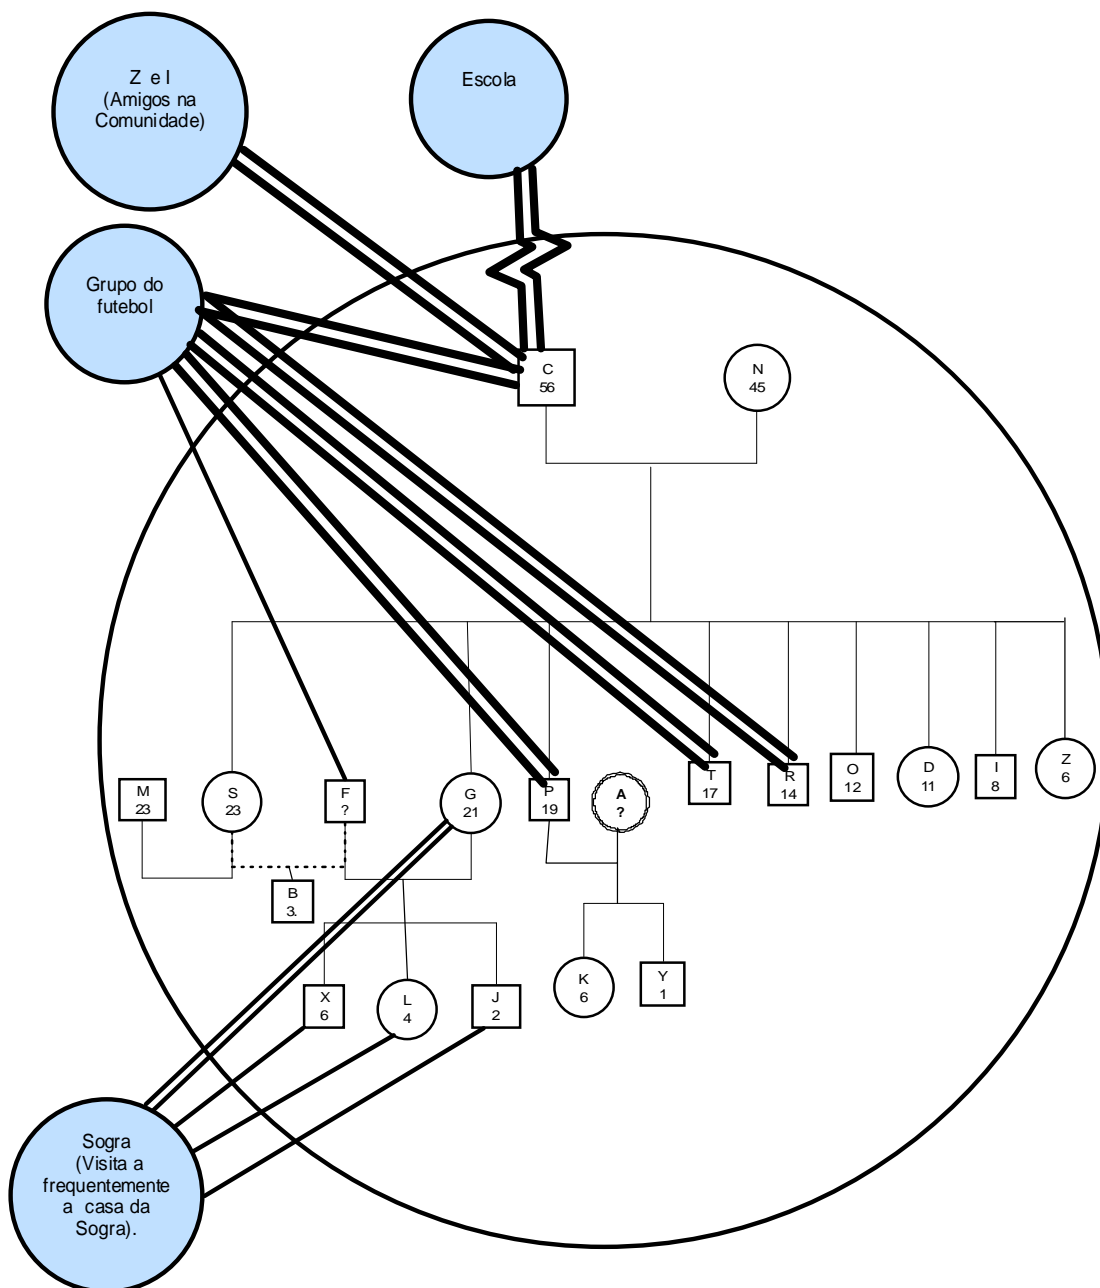 Z e I
(Amigos na
Comunidade)
Escola
Grupo do
futebol
C
56
N
45
M
23
S
23
F
?
G
21
P
19
A
?
T
17
R
14
O
12
D
11
I
8
Z
6
B
3.
X
6
L
4
J
2
K
6
Y
1
Sogra
(Visita a
frequentemente
a casa da
Sogra).